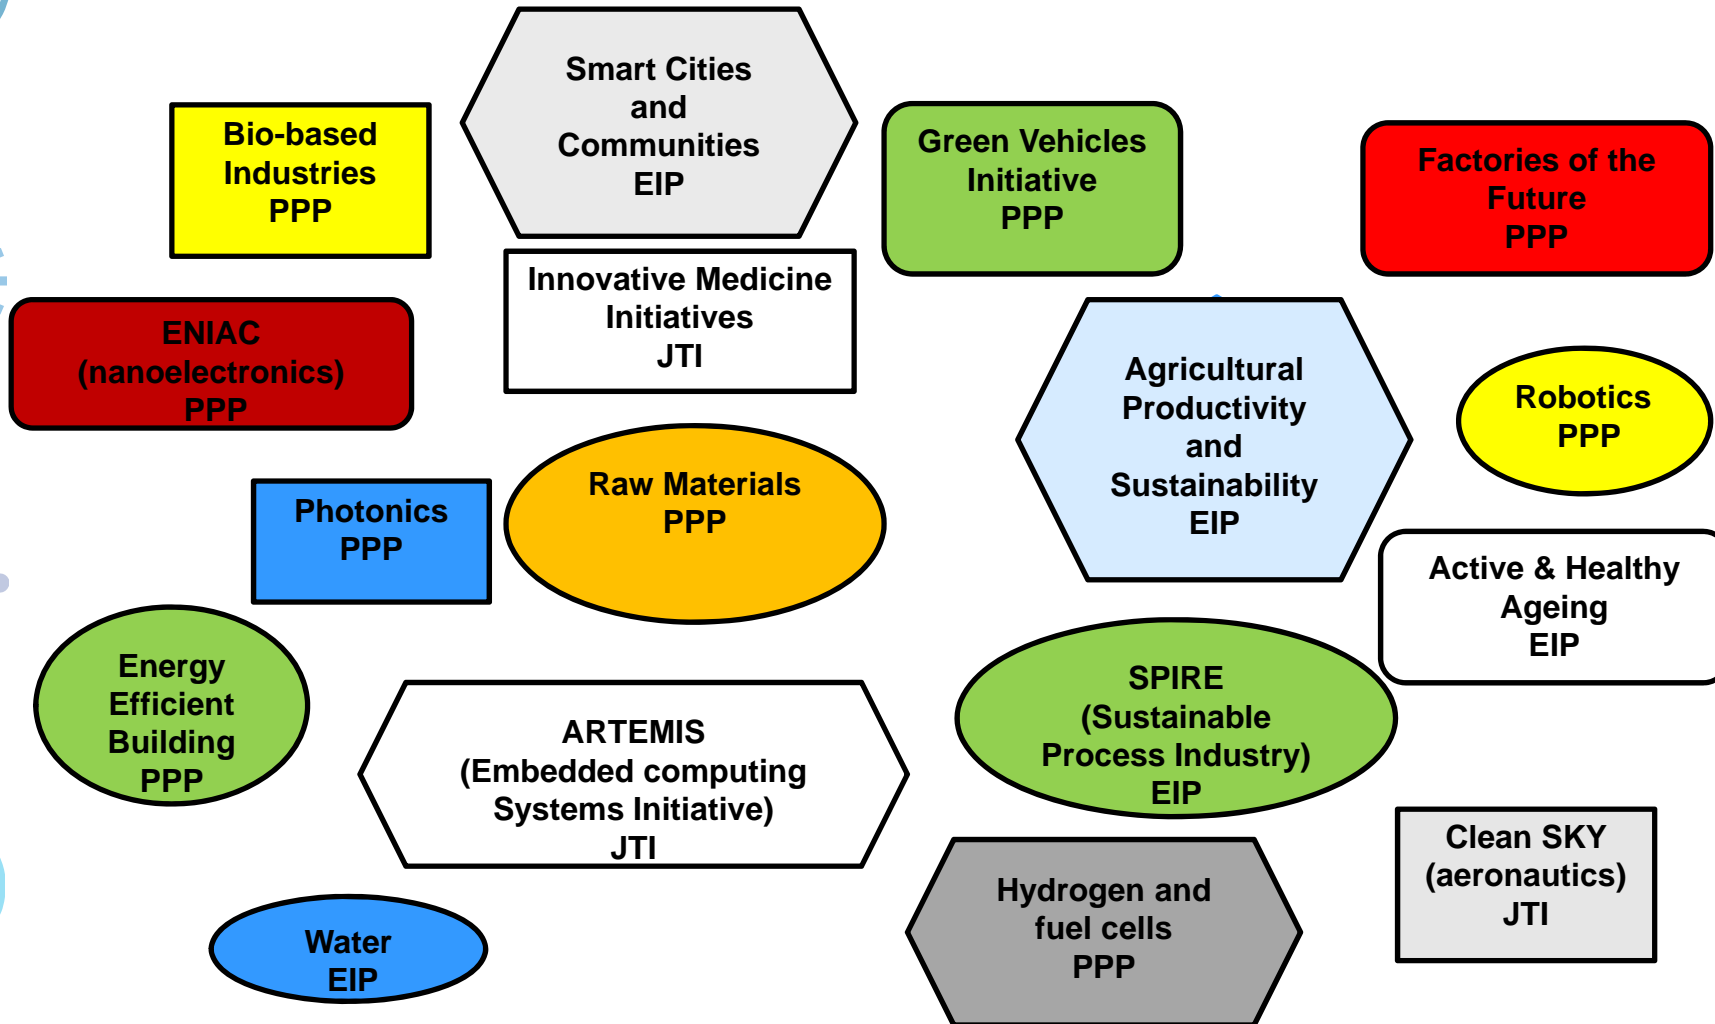 Smart Cities
and
Communities
EIP
Bio-based
Industries
PPP
Green Vehicles
Initiative
PPP
Factories of the
Future
PPP
Innovative Medicine
Initiatives
JTI
ENIAC
(nanoelectronics)
PPP
Agricultural
Productivity
and
Sustainability
EIP
Robotics
PPP
Raw Materials
PPP
Photonics
PPP
Active & Healthy
Ageing
EIP
Energy
Efficient
Building
PPP
SPIRE
(Sustainable
Process Industry)
EIP
ARTEMIS
(Embedded computing
Systems Initiative)
JTI
Clean SKY
(aeronautics)
JTI
Hydrogen and
fuel cells
PPP
Water
EIP